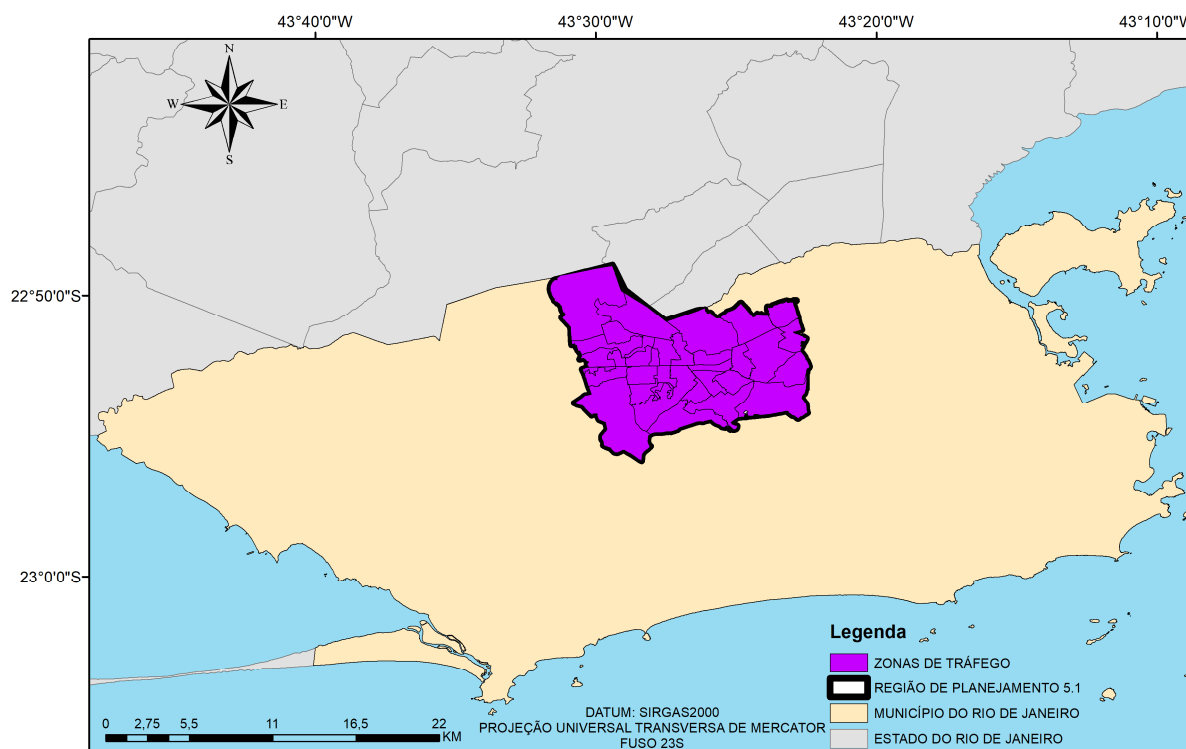 43°40'0"W 43°30'0"W 43°20'0"W 43°10'0"W
N
W E
S
22°50'0"S
23°0'0"S
Legenda
ZONAS DE TRÁFEGO
REGIÃO DE PLANEJAMENTO 5.1
MUNICÍPIO DO RIO DE JANEIRO
ESTADO DO RIO DE JANEIRO
0 2,75 5,5 11 16,5 22
KM
DATUM: SIRGAS2000
PROJEÇÃO UNIVERSAL TRANSVERSA DE MERCATOR
FUSO 23S